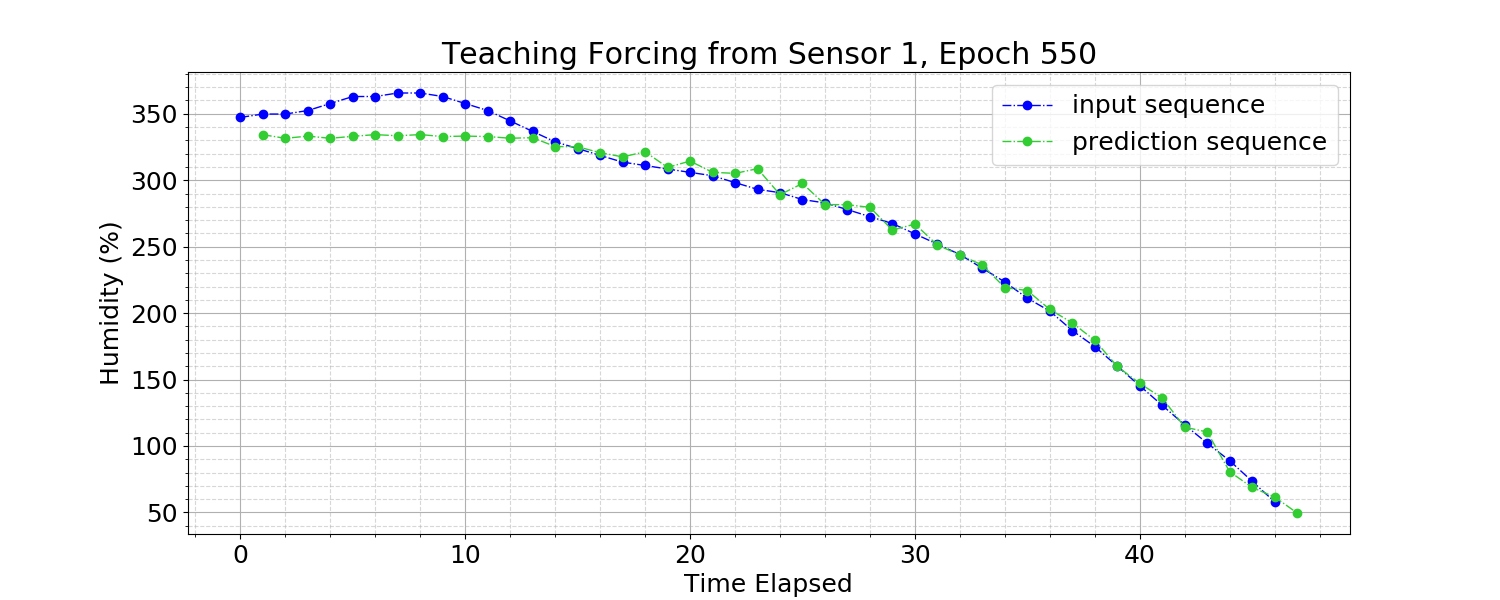 Teaching Forcing from Sensor 1, Epoch 550
input sequence
prediction sequence
Humidity (%)
350
300
250
200
150
100
50
0 10 20 30 40
Time Elapsed